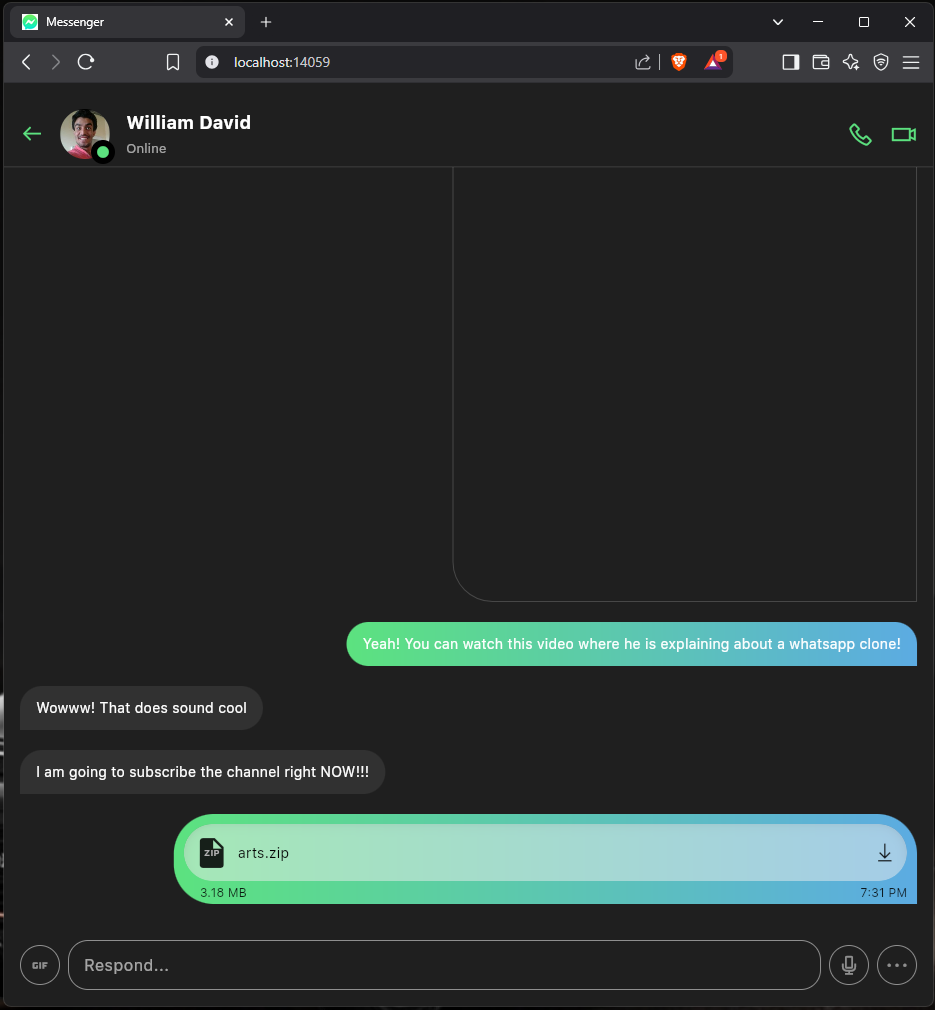 Messenger
localhost:14059
1
William David
Online
Yeah! You can watch this video where he is explaining about a whatsapp clone!
Wowww! That does sound cool
I am going to subscribe the channel right NOW!!!
ZIP
arts.zip
3.18 MB
7:31 PM
GIF
Respond...